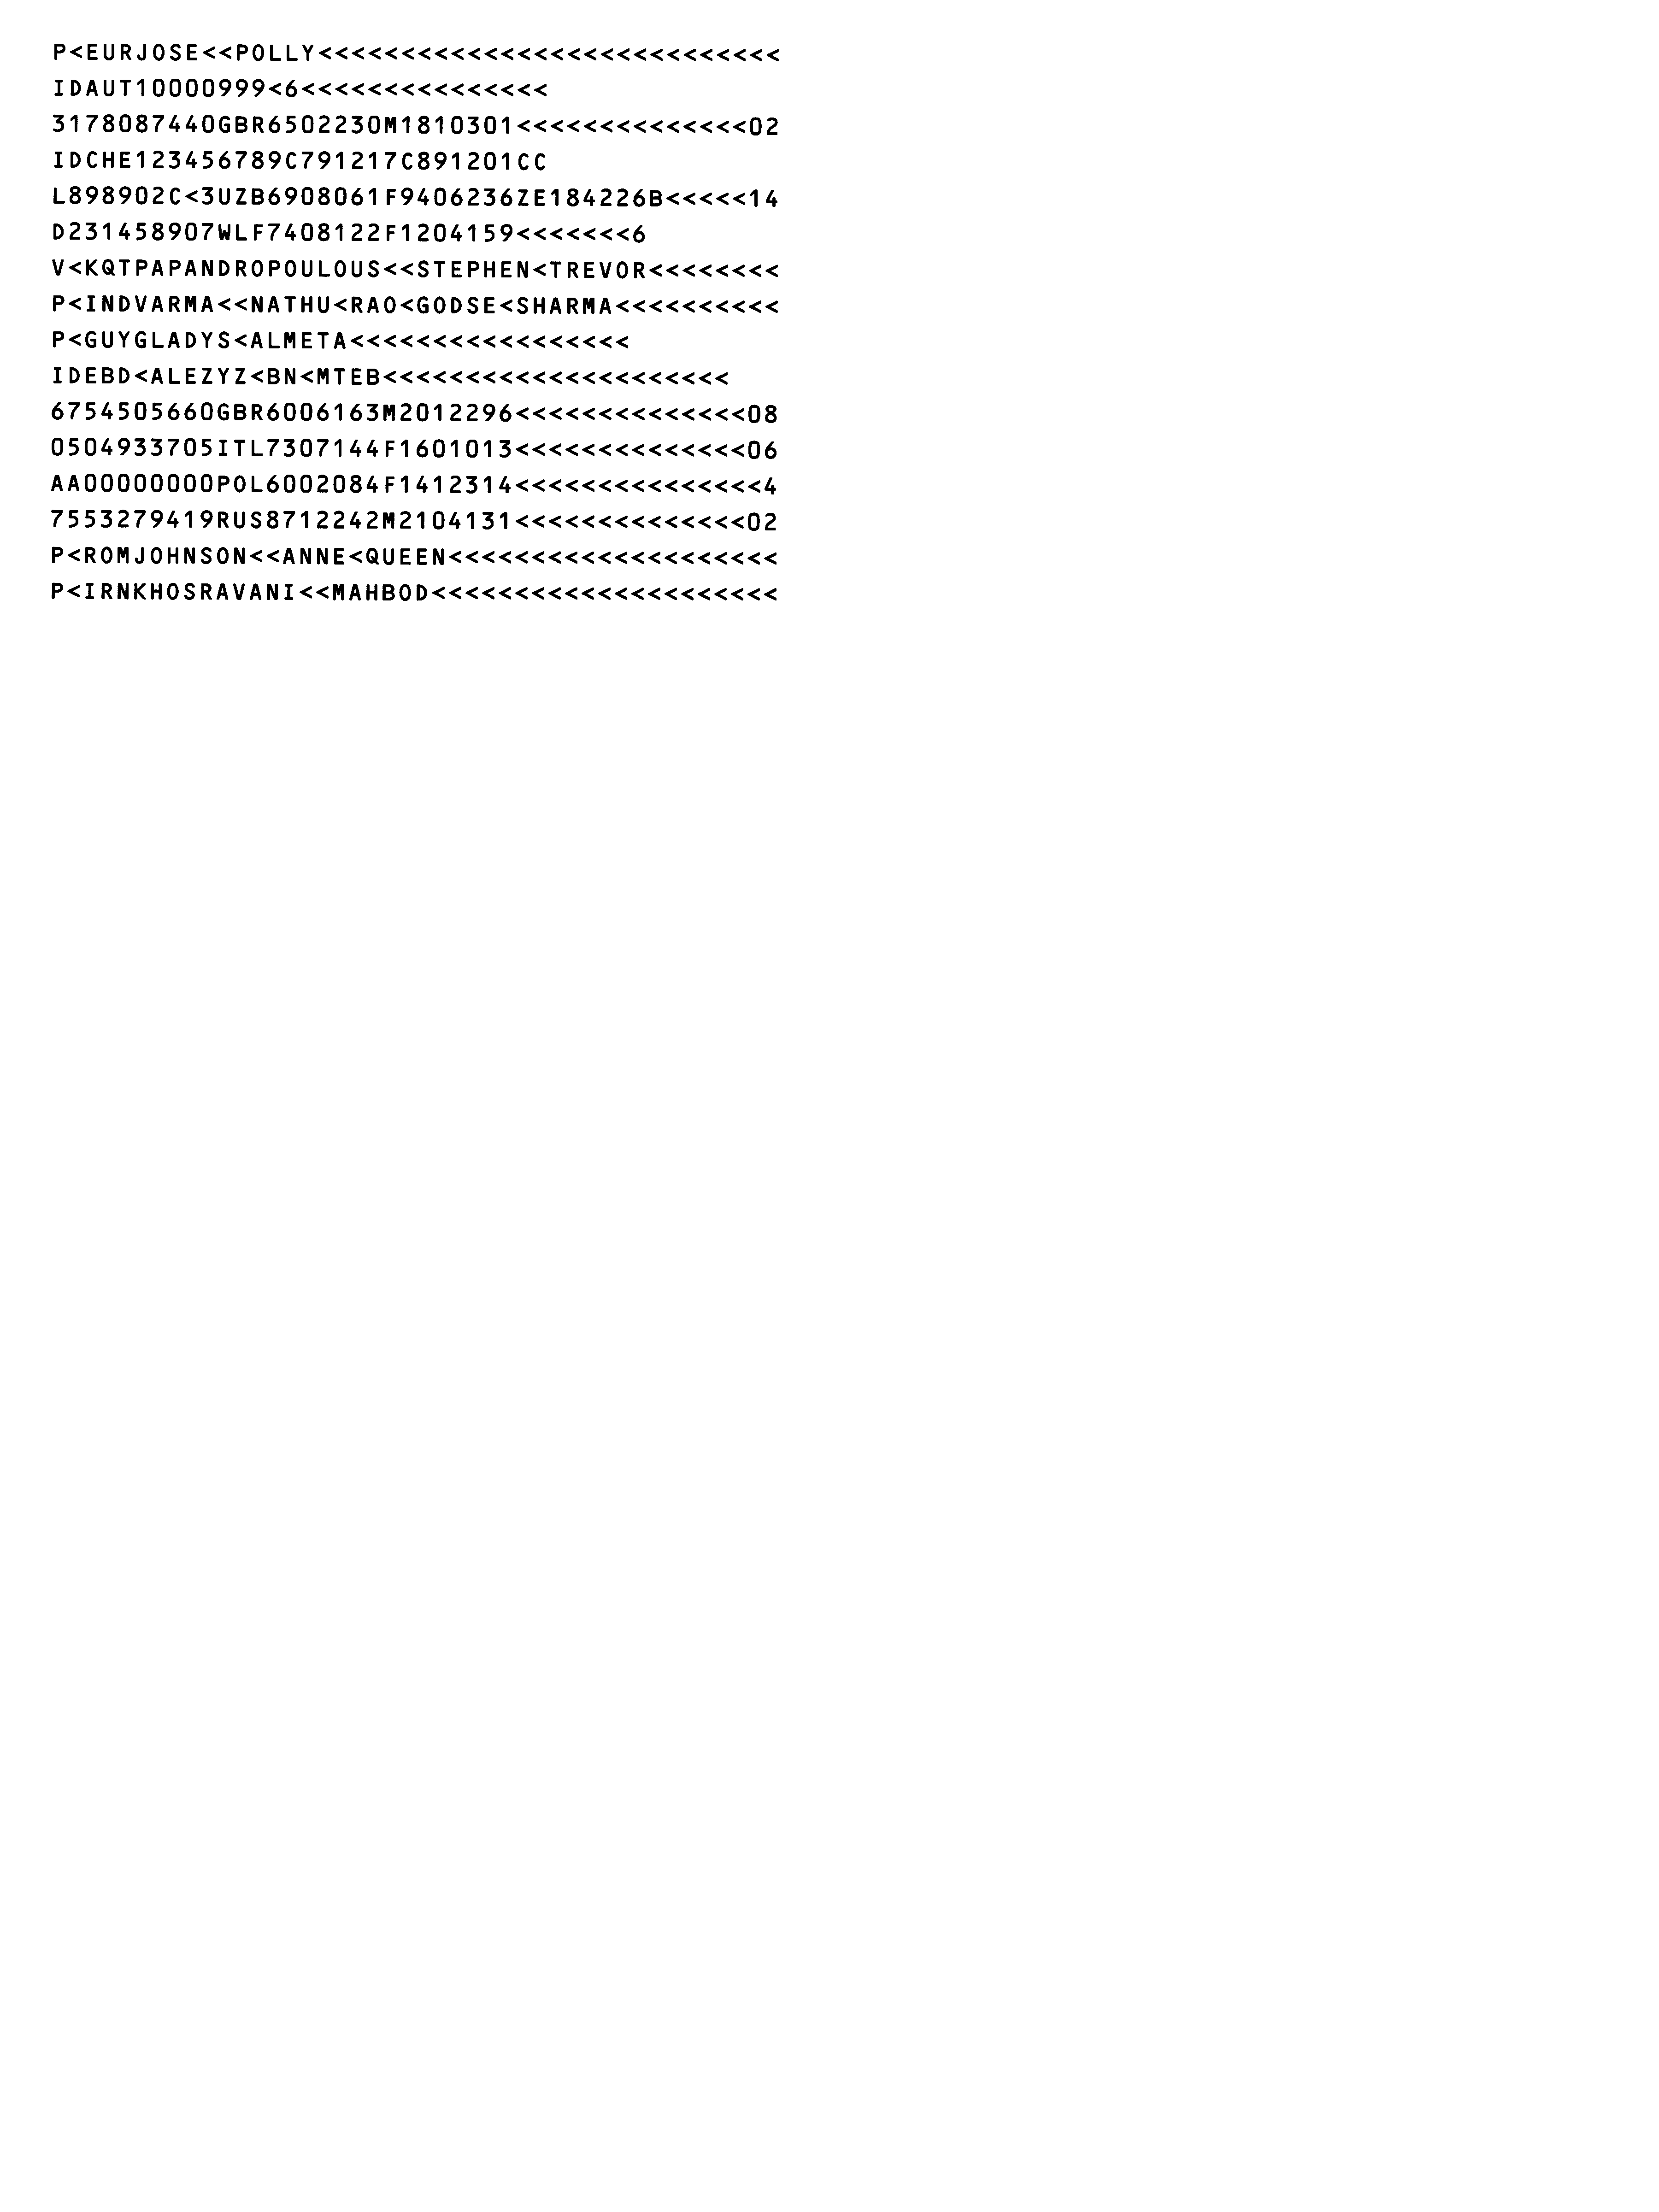 P<EURJOSE<<POLLY<<<<<<<<<<<<<<<<<<<<<<<<<<<<
IDAUT10000999<6<<<<<<<<<<<<<<<
3178087440GBR6502230M1810301<<<<<<<<<<<<<<02
IDCHE123456789C791217C891201CC
L898902C<3UZB6908061F9406236ZE184226B<<<<<14
D231458907WLF7408122F1204159<<<<<<<6
V<KQTPAPANDROPOULOUS<<STEPHEN<TREVOR<<<<<<<<
P<INDVARMA<<NATHU<RAO<GODSE<SHARMA<<<<<<<<<<
P<GUYGLADYS<ALMETA<<<<<<<<<<<<<<<<<
IDEBD<ALEZYZ<BN<MTEB<<<<<<<<<<<<<<<<<<<<<
6754505660GBR6006163M2012296<<<<<<<<<<<<<<08
0504933705ITL7307144F1601013<<<<<<<<<<<<<<06
AA00000000POL6002084F1412314<<<<<<<<<<<<<<<4
7553279419RUS8712242M2104131<<<<<<<<<<<<<<02
P<ROMJOHNSON<<ANNE<QUEEN<<<<<<<<<<<<<<<<<<<<
P<IRNKHOSRAVANI<<MAHBOD<<<<<<<<<<<<<<<<<<<<<